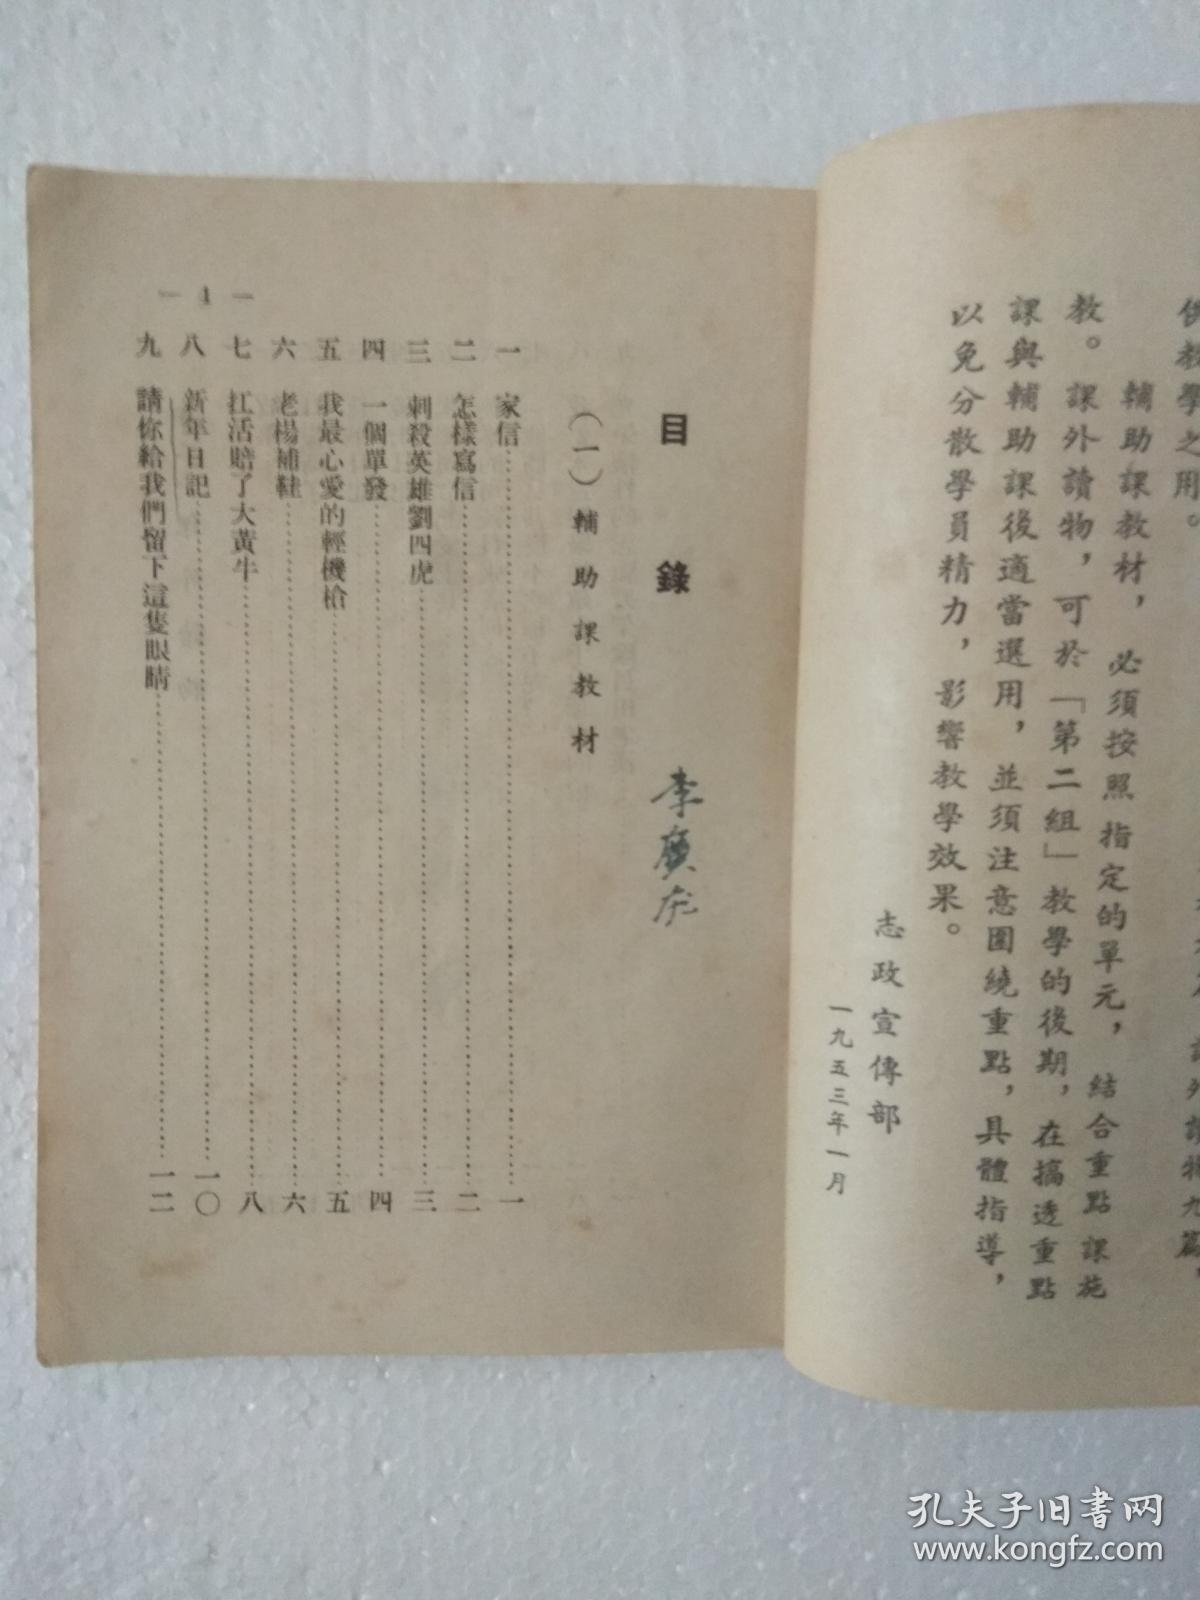 供教學之用。
輔助課教材，必須按照指定的單元，結合重點課施
教。課外讀物，可於「第二組」教學的後期，在搞透重點
課與輔助課後適當選用，並須注意圍繞重點，具體指導，
以免分散學員精力，影響教學效果。
志政宣傳部
一九五三年一月
目錄
李廣
（一）輔助課教材
一 家信 一
二 怎樣寫信 二
三 刺殺英雄劉四虎 三
四 一個單發 四
五 我最心愛的輕機槍 五
六 老楊補鞋 六
七 扛活賠了大黃牛 八
八 新年日記 一〇
九 請你給我們留下這隻眼睛 一二
— 1 —
孔夫子旧书网
www.kongfz.com